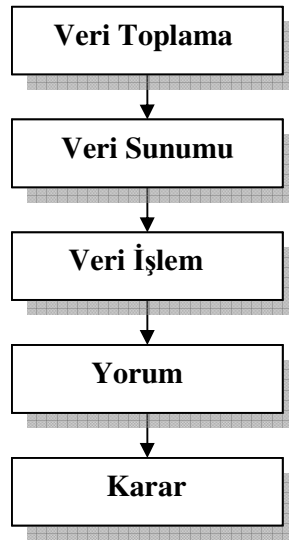 Veri Toplama
Veri Sunumu
Veri İşlem
Yorum
Karar